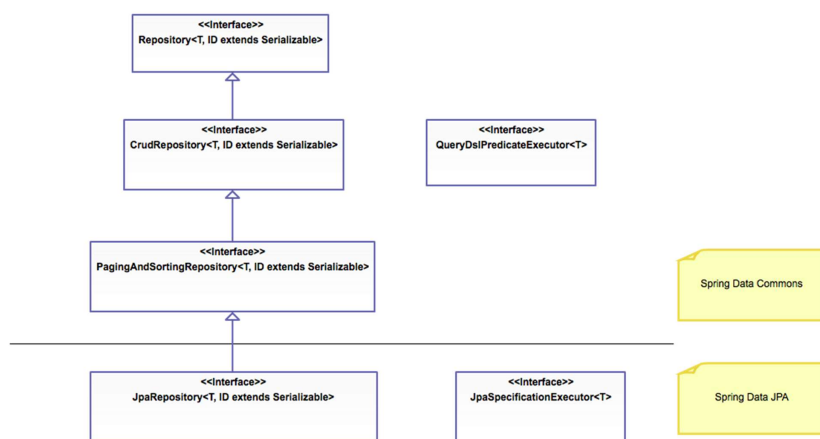 <<Interface>>
Repository<T, ID extends Serializable>
<<Interface>>
CrudRepository<T, ID extends Serializable>
<<Interface>>
QueryDslPredicateExecutor<T>
<<Interface>>
PagingAndSortingRepository<T, ID extends Serializable>
Spring Data Commons
<<Interface>>
JpaRepository<T, ID extends Serializable>
<<Interface>>
JpaSpecificationExecutor<T>
Spring Data JPA